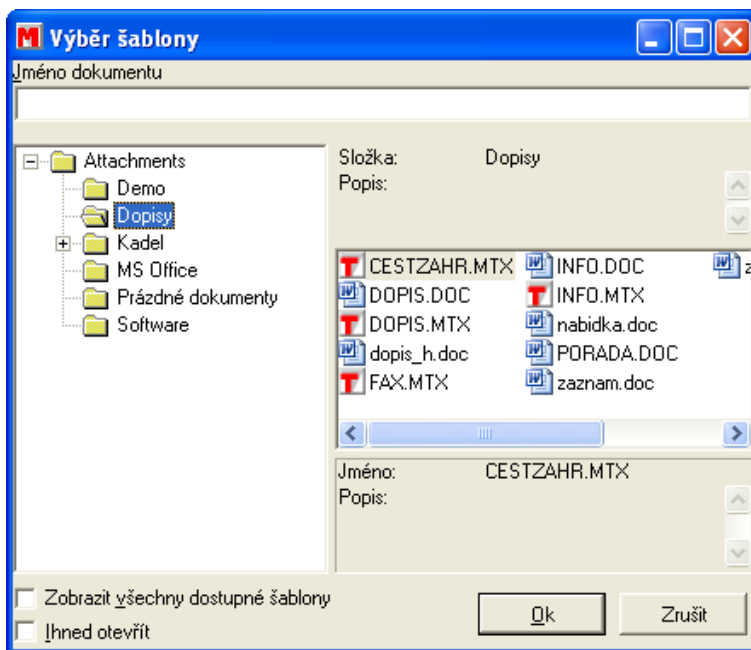 Výběr šablony
Jméno dokumentu
Attachments
Demo
Dopisy
Kadel
MS Office
Prázdné dokumenty
Software
Složka: Dopisy
Popis:
CESTZAHR.MTX INFO.DOC
DOPIS.DOC INFO.MTX
DOPIS.MTX nabidka.doc
dopis_h.doc PORADA.DOC
FAX.MTX zaznam.doc
Jméno: CESTZAHR.MTX
Popis:
Zobrazit všechny dostupné šablony
Ihned otevřít
Ok Zrušit